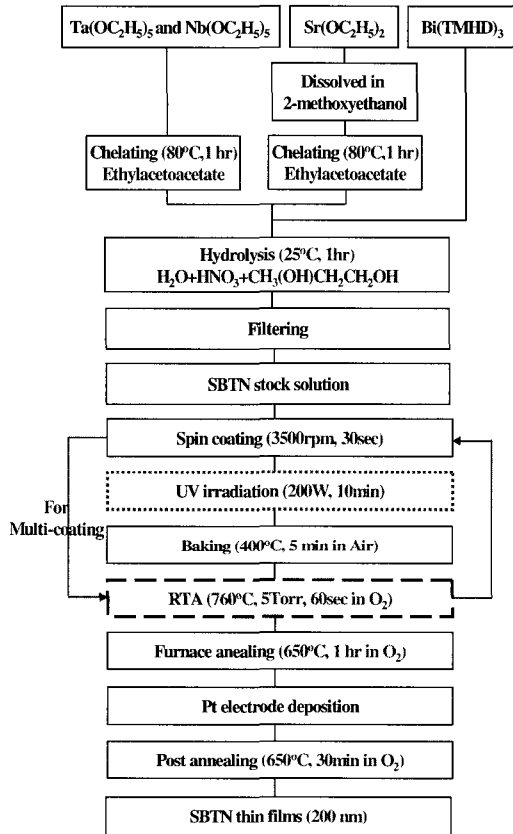 Ta(OC₂H₅)₅ and Nb(OC₂H₅)₅
Sr(OC₂H₅)₂
Bi(TMHD)₃
Dissolved in
2-methoxyethanol
Chelating (80°C,1 hr)
Ethylacetoacetate
Chelating (80°C,1 hr)
Ethylacetoacetate
Hydrolysis (25°C, 1hr)
H₂O+HNO₃+CH₃(OH)CH₂CH₂OH
Filtering
SBTN stock solution
Spin coating (3500rpm, 30sec)
UV irradiation (200W, 10min)
For
Multi-coating
Baking (400°C, 5 min in Air)
RTA (760°C, 5Torr, 60sec in O₂)
Furnace anealing (650°C, 1 hr in O₂)
Pt electrode deposition
Post annealing (650°C, 30min in O₂)
SBTN thin films (200 nm)